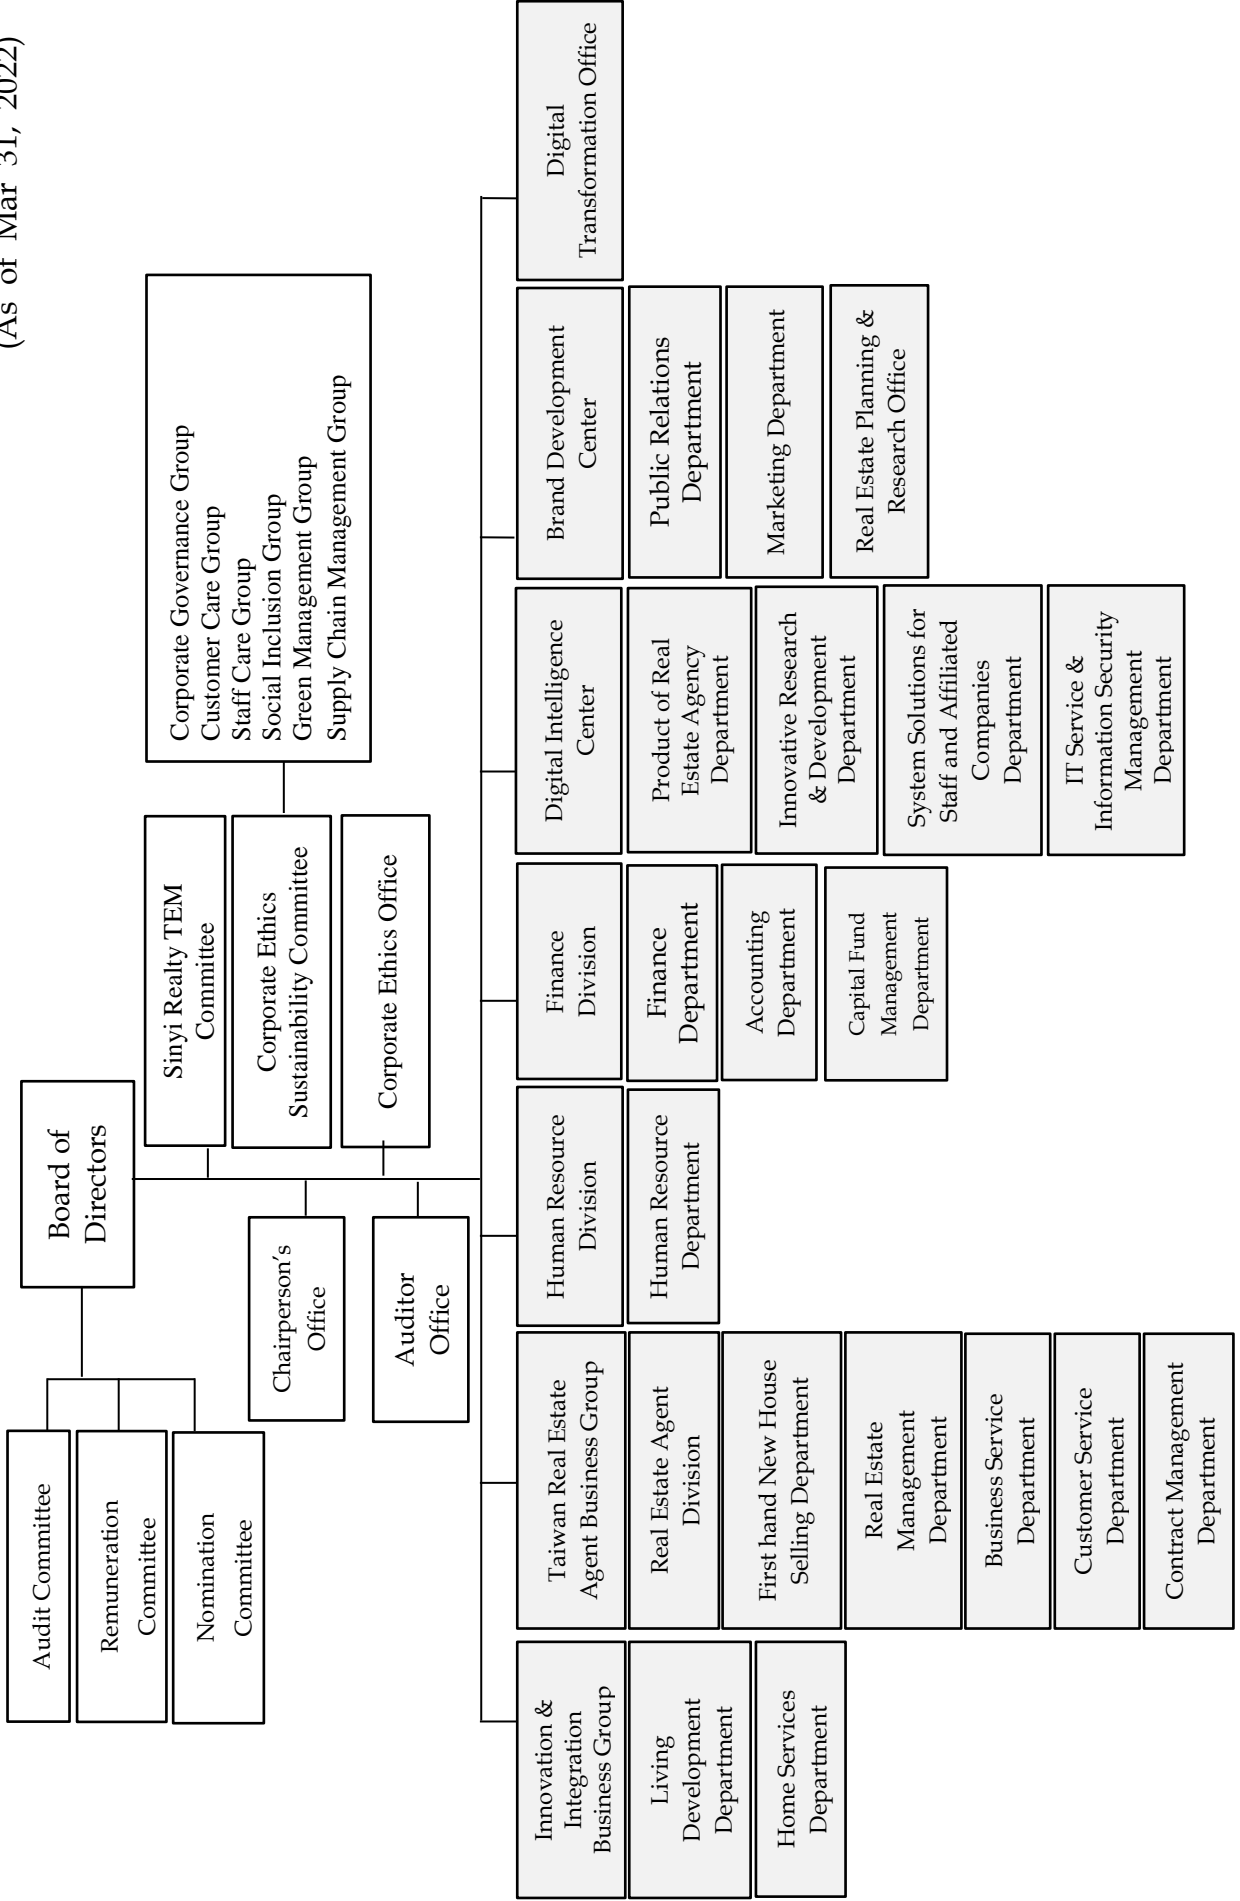 (As of Mar 31, 2022)
Board of
Directors
Audit Committee
Remuneration
Committee
Nomination
Committee
Sinyi Realty TEM
Committee
Corporate Ethics
Sustainability Committee
Corporate Ethics Office
Corporate Governance Group
Customer Care Group
Staff Care Group
Social Inclusion Group
Green Management Group
Supply Chain Management Group
Chairperson's
Office
Auditor
Office
Innovation &
Integration
Business Group
Living
Development
Department
Home Services
Department
Taiwan Real Estate
Agent Business Group
Real Estate Agent
Division
First hand New House
Selling Department
Real Estate
Management
Department
Business Service
Department
Customer Service
Department
Contract Management
Department
Human Resource
Division
Human Resource
Department
Finance
Division
Finance
Department
Accounting
Department
Capital Fund
Management
Department
Digital Intelligence
Center
Product of Real
Estate Agency
Department
Innovative Research
& Development
Department
System Solutions for
Staff and Affiliated
Companies
Department
IT Service &
Information Security
Management
Department
Brand Development
Center
Public Relations
Department
Marketing Department
Real Estate Planning &
Research Office
Digital
Transformation Office